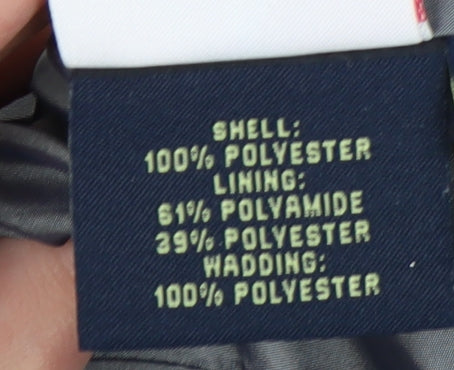 SHELL:
100% POLYESTER
LINING:
61% POLYAMIDE
39% POLYESTER
WADDING:
100% POLYESTER